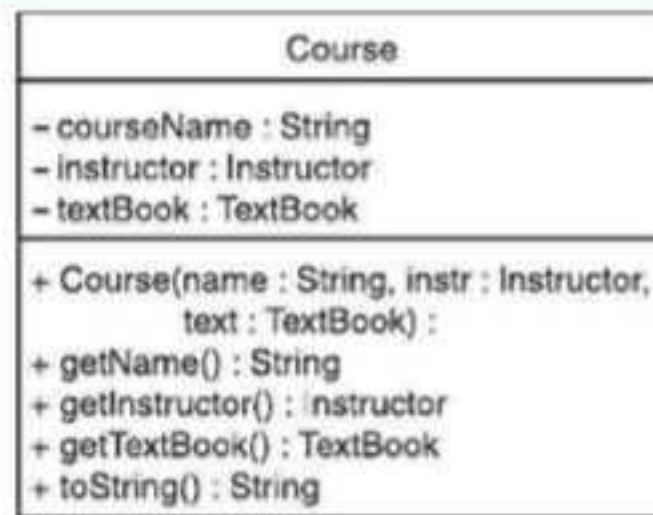 Course
– courseName : String
– instructor : Instructor
– textBook : TextBook
+ Course(name : String, instr : Instructor,
text : TextBook) :
+ getName() : String
+ getInstructor() : Instructor
+ getTextBook() : TextBook
+ toString() : String